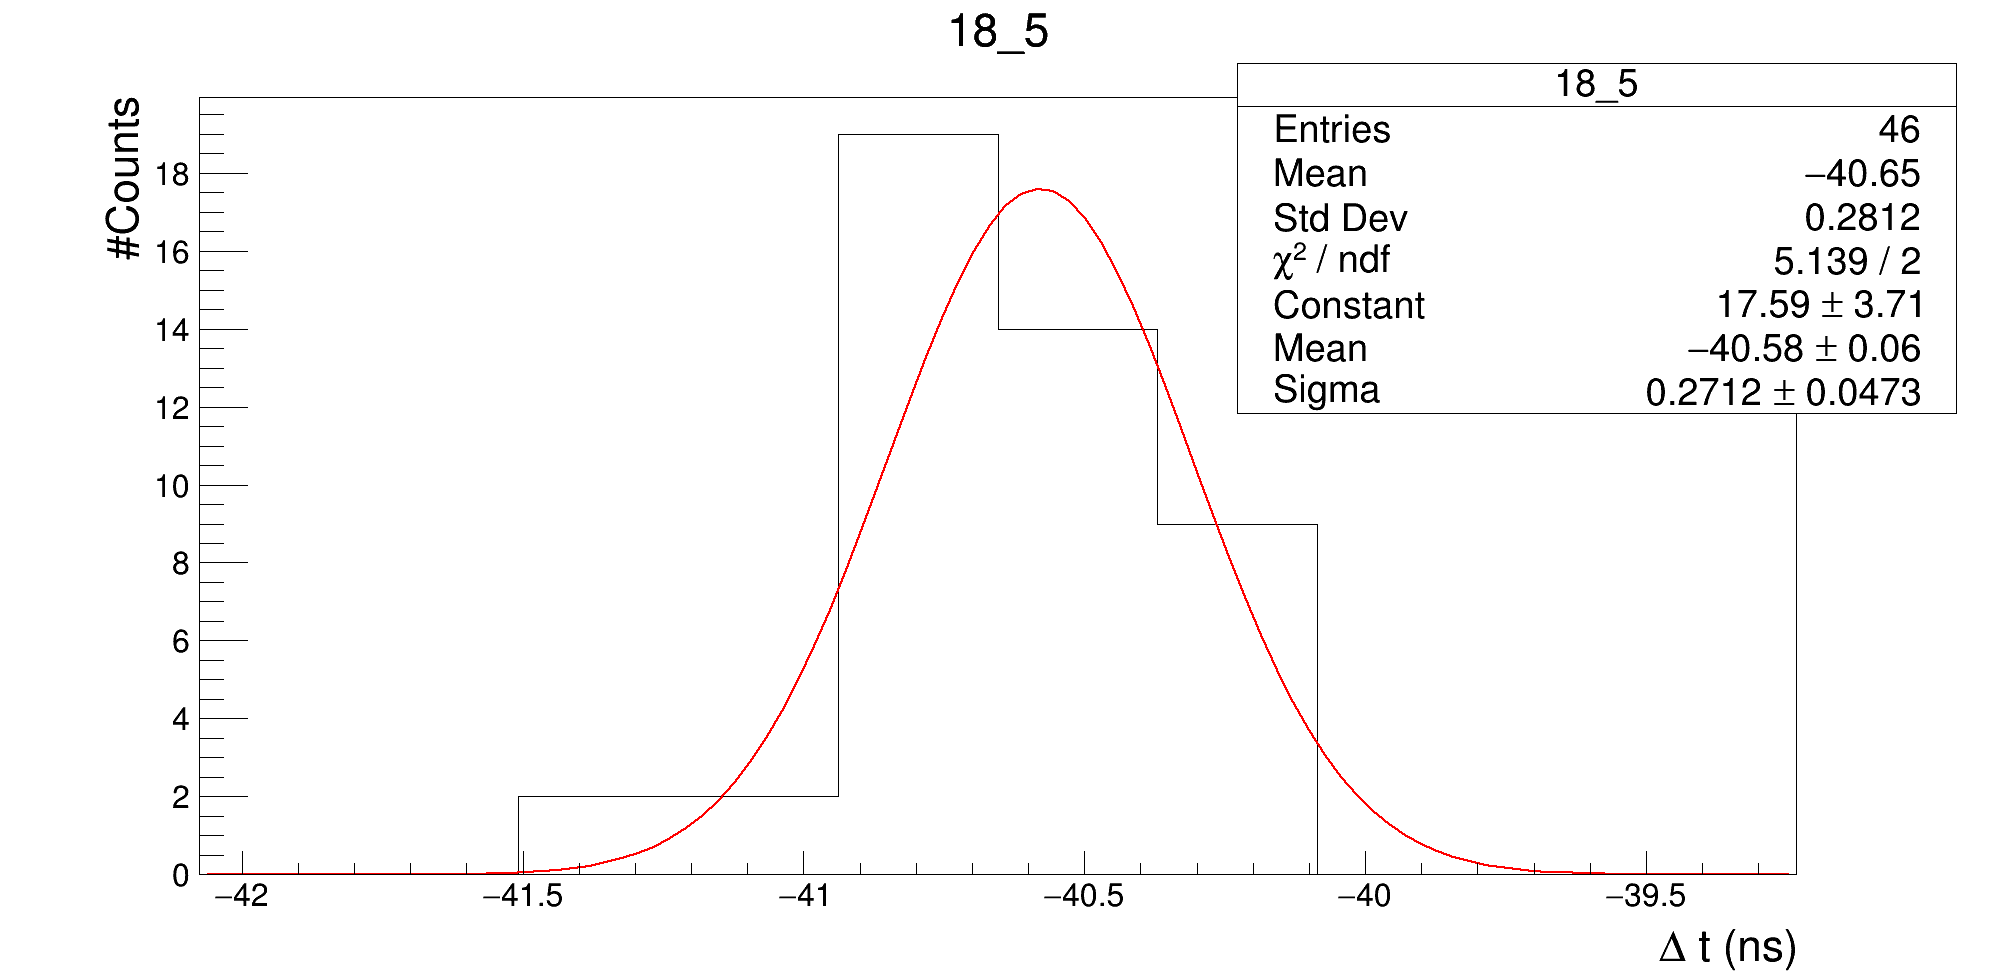 18_5
18_5
Entries 46
Mean −40.65
Std Dev 0.2812
χ² / ndf 5.139 / 2
Constant 17.59 ± 3.71
Mean −40.58 ± 0.06
Sigma 0.2712 ± 0.0473
#Counts
18
16
14
12
10
8
6
4
2
0
−42 −41.5 −41 −40.5 −40 −39.5
Δ t (ns)